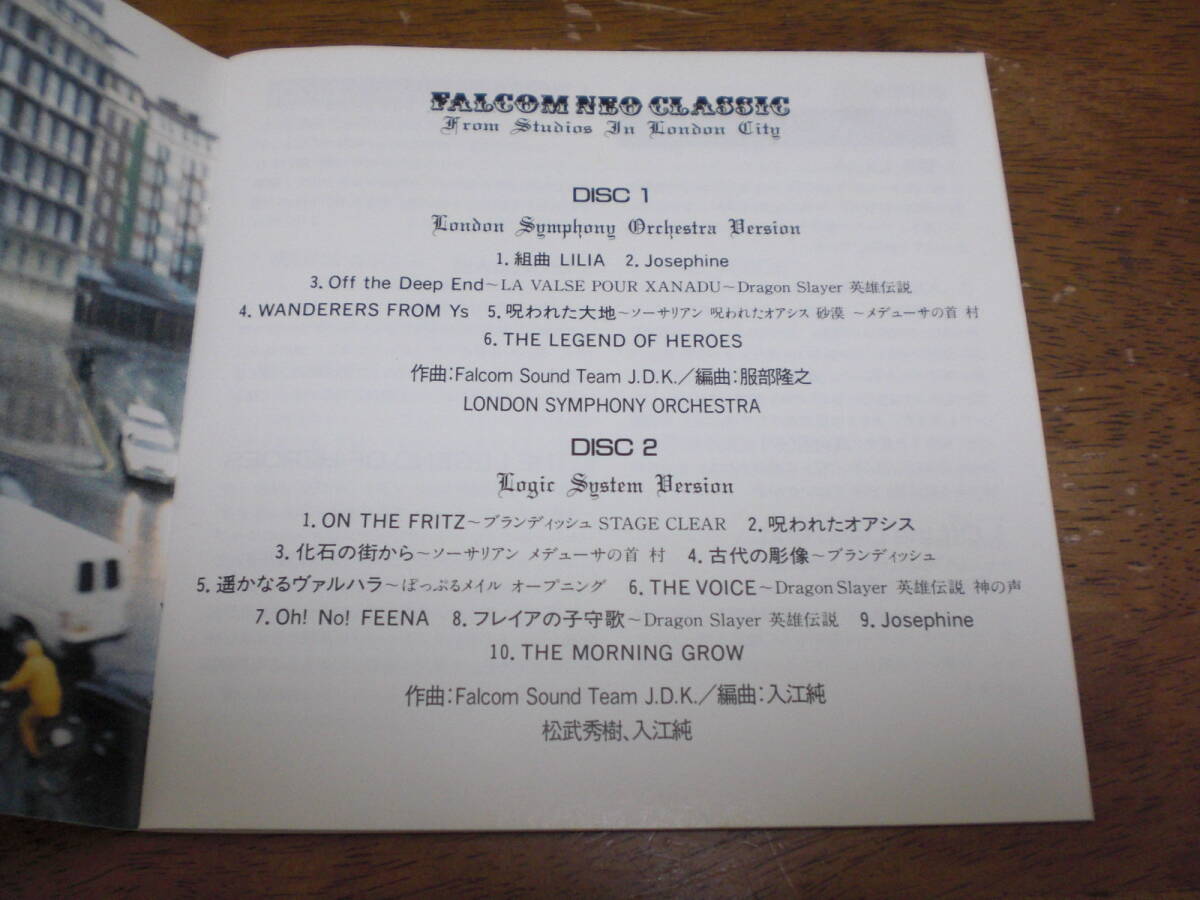 FALCOM NEO CLASSIC
From Studios In London City
DISC 1
London Symphony Orchestra Version
1. 組曲 LILIA 2. Josephine
3. Off the Deep End～LA VALSE POUR XANADU～Dragon Slayer 英雄伝説
4. WANDERERS FROM Ys 5. 呪われた大地～ソーサリアン 呪われたオアシス 砂漠 ～メデューサの首 村
6. THE LEGEND OF HEROES
作曲：Falcom Sound Team J.D.K.／編曲：服部隆之
LONDON SYMPHONY ORCHESTRA
DISC 2
Logic System Version
1. ON THE FRITZ～ブランディッシュ STAGE CLEAR 2. 呪われたオアシス
3. 化石の街から～ソーサリアン メデューサの首 村 4. 古代の彫像～ブランディッシュ
5. 遥かなるヴァルハラ～ぽっぷるメイル オープニング 6. THE VOICE～Dragon Slayer 英雄伝説 神の声
7. Oh! No! FEENA 8. フレイアの子守歌～Dragon Slayer 英雄伝説 9. Josephine
10. THE MORNING GROW
作曲：Falcom Sound Team J.D.K.／編曲：入江純
松武秀樹、入江純